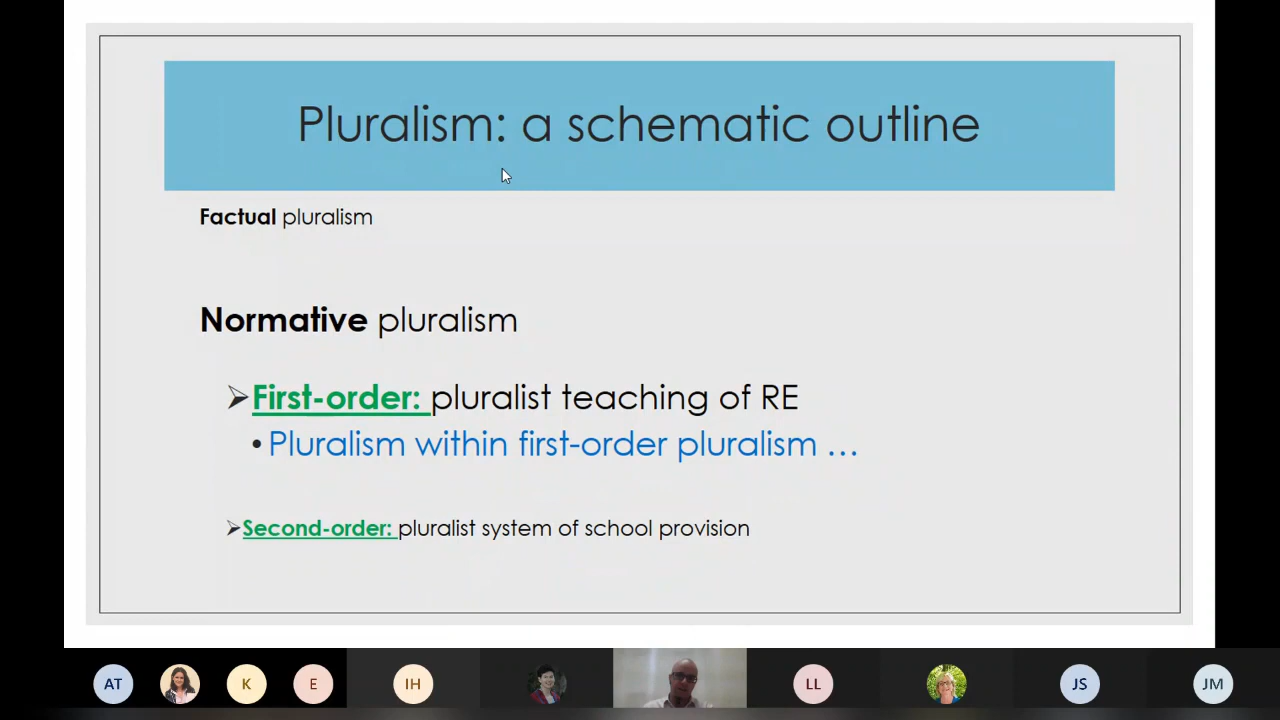 Pluralism: a schematic outline
Factual pluralism
Normative pluralism
➢First-order: pluralist teaching of RE
•Pluralism within first-order pluralism …
➢Second-order: pluralist system of school provision
AT K E IH LL JS JM